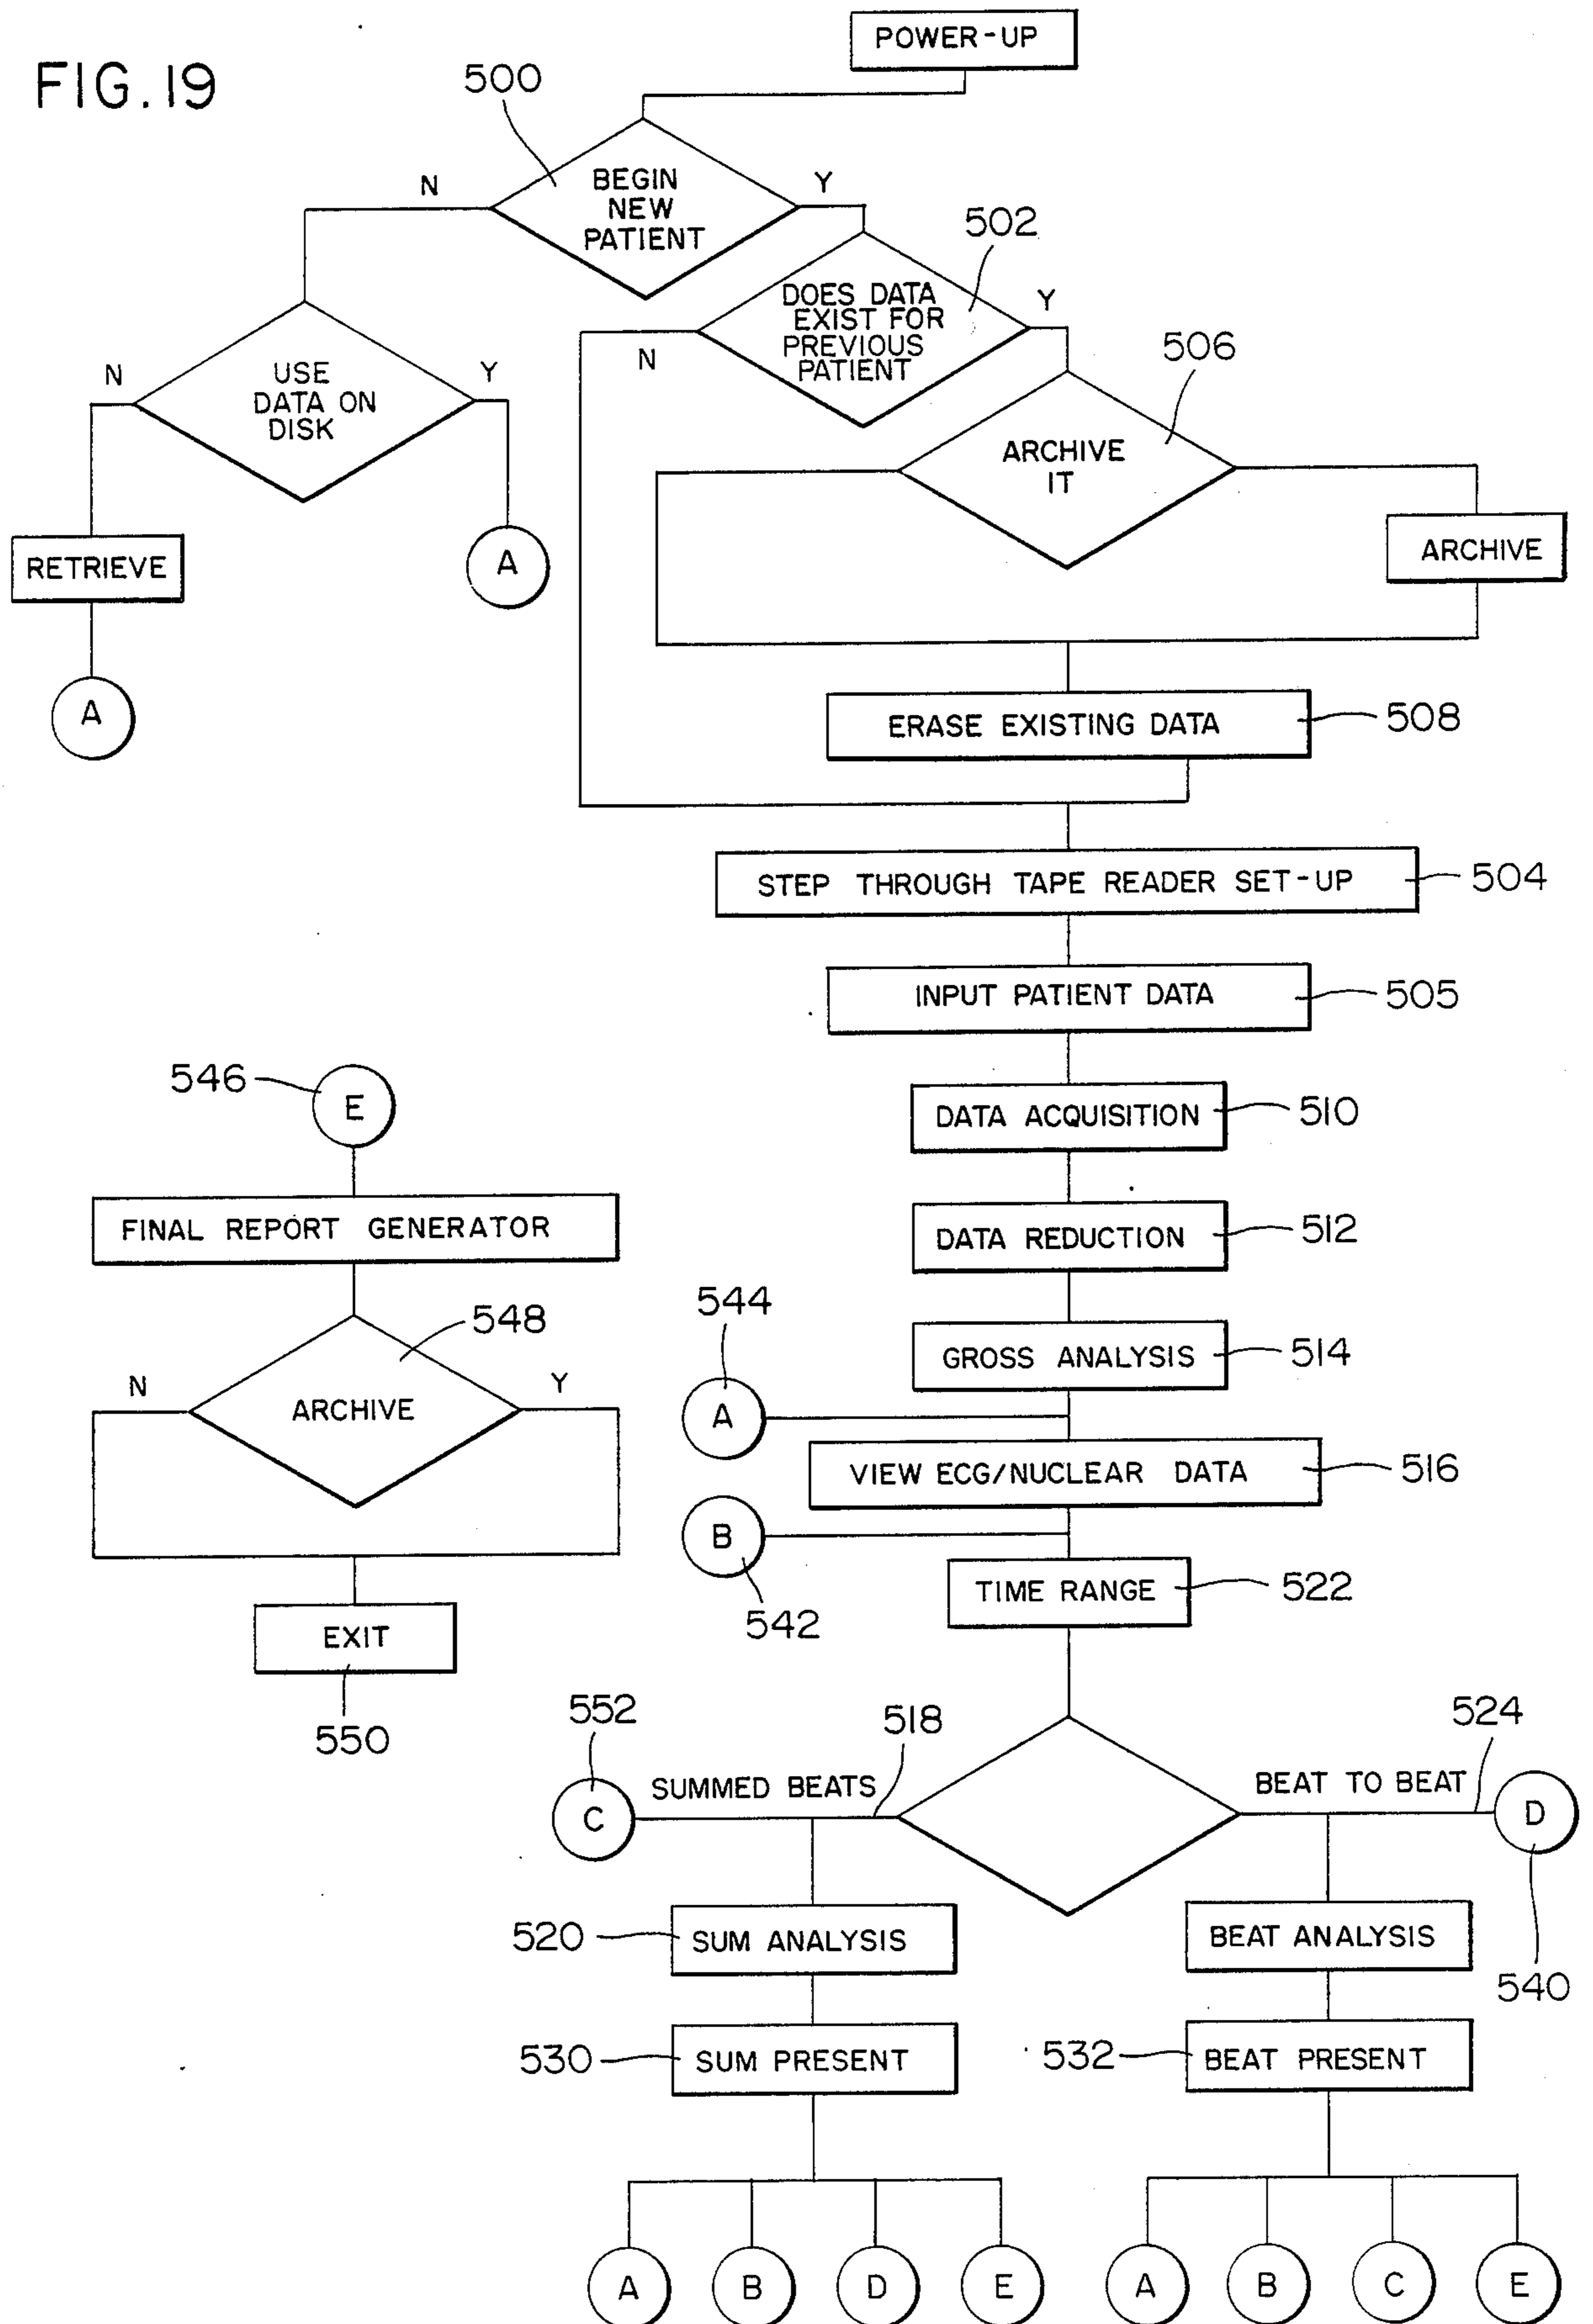 FIG. 19
POWER-UP
500
N
BEGIN
NEW
PATIENT
Y
502
DOES DATA
EXIST FOR
PREVIOUS
PATIENT
N
Y
506
N
USE
DATA ON
DISK
Y
ARCHIVE
IT
ARCHIVE
RETRIEVE
A
A
ERASE EXISTING DATA
508
STEP THROUGH TAPE READER SET-UP
504
INPUT PATIENT DATA
505
546
E
DATA ACQUISITION
510
FINAL REPORT GENERATOR
DATA REDUCTION
512
548
N
ARCHIVE
Y
544
GROSS ANALYSIS
514
A
VIEW ECG/NUCLEAR DATA
516
B
542
TIME RANGE
522
EXIT
550
552
C
SUMMED BEATS
518
BEAT TO BEAT
524
D
540
520
SUM ANALYSIS
BEAT ANALYSIS
530
SUM PRESENT
532
BEAT PRESENT
A
B
D
E
A
B
C
E